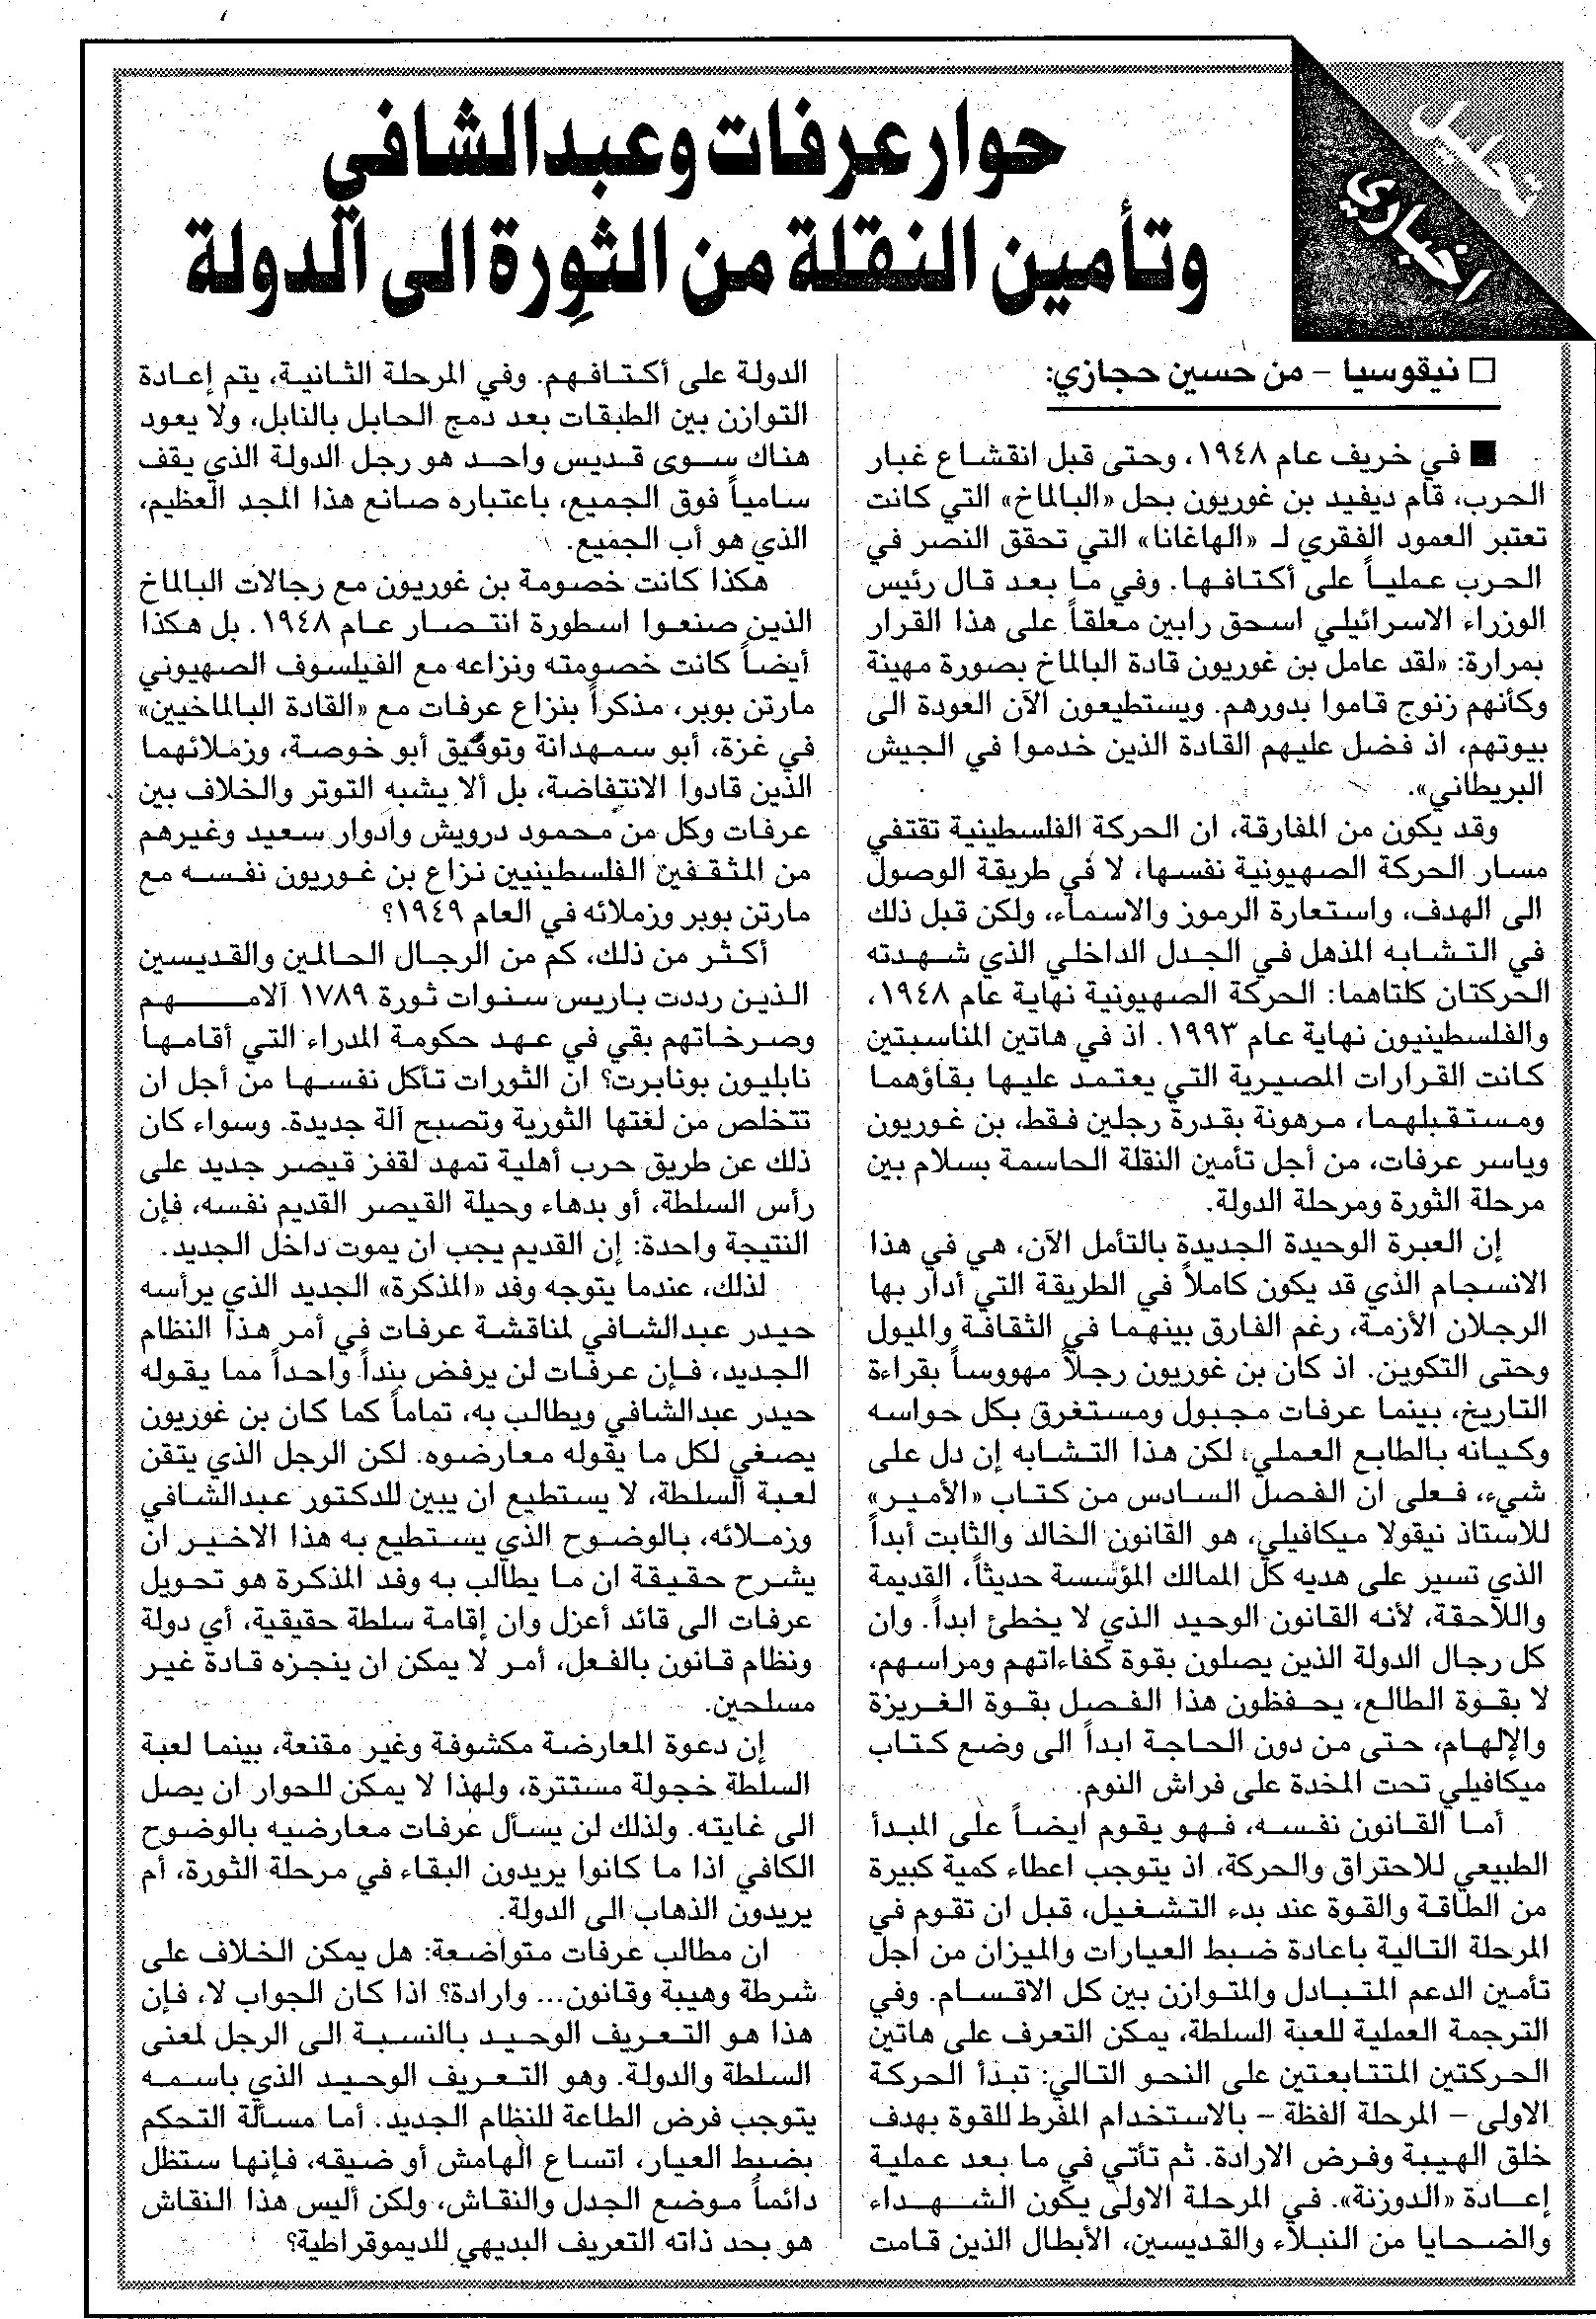 تحليل
اخباري
حوار عرفات وعبدالشافي
وتأمين النقلة من الثورة الى الدولة
□ نيقوسيا – من حسين حجازي:
■ في خريف عام ١٩٤٨، وحتى قبل انقشاع غبار
الحرب، قام ديفيد بن غوريون بحل «البالماخ» التي كانت
تعتبر العمود الفقري لـ «الهاغانا» التي تحقق النصر في
الحرب عملياً على أكتافها. وفي ما بعد قال رئيس
الوزراء الاسرائيلي اسحق رابين معلقاً على هذا القرار
بمرارة: «لقد عامل بن غوريون قادة البالماخ بصورة مهينة
وكأنهم زنوج قاموا بدورهم. ويستطيعون الآن العودة الى
بيوتهم، اذ فضل عليهم القادة الذين خدموا في الجيش
البريطاني».
وقد يكون من المفارقة، ان الحركة الفلسطينية تقتفي
مسار الحركة الصهيونية نفسها، لا في طريقة الوصول
الى الهدف، واستعارة الرموز والاسماء، ولكن قبل ذلك
في التشابه المذهل في الجدل الداخلي الذي شهدته
الحركتان كلتاهما: الحركة الصهيونية نهاية عام ١٩٤٨،
والفلسطينيون نهاية عام ١٩٩٣. اذ في هاتين المناسبتين
كانت القرارات المصيرية التي يعتمد عليها بقاؤهما
ومستقبلهما، مرهونة بقدرة رجلين فقط، بن غوريون
وياسر عرفات، من أجل تأمين النقلة الحاسمة بسلام بين
مرحلة الثورة ومرحلة الدولة.
إن العبرة الوحيدة الجديدة بالتأمل الآن، هي في هذا
الانسجام الذي قد يكون كاملاً في الطريقة التي أدار بها
الرجلان الأزمة، رغم الفارق بينهما في الثقافة والميول
وحتى التكوين. اذ كان بن غوريون رجلاً مهووساً بقراءة
التاريخ، بينما عرفات مجبول ومستغرق بكل حواسه
وكيانه بالطابع العملي، لكن هذا التشابه إن دل على
شيء، فعلى ان الفصل السادس من كتاب «الأمير»
للاستاذ نيقولا ميكافيلي، هو القانون الخالد والثابت أبداً
الذي تسير على هديه كل الممالك المؤسسة حديثاً، القديمة
واللاحقة، لأنه القانون الوحيد الذي لا يخطئ ابداً. وان
كل رجال الدولة الذين يصلون بقوة كفاءاتهم ومراسهم،
لا بقوة الطالع، يحفظون هذا الفصل بقوة الغريزة
والإلهام، حتى من دون الحاجة ابداً الى وضع كتاب
ميكافيلي تحت المخدة على فراش النوم.
أما القانون نفسه، فهو يقوم ايضاً على المبدأ
الطبيعي للاحتراق والحركة، اذ يتوجب اعطاء كمية كبيرة
من الطاقة والقوة عند بدء التشغيل، قبل ان تقوم في
المرحلة التالية باعادة ضبط العيارات والميزان من اجل
تأمين الدعم المتبادل والمتوازن بين كل الاقسام. وفي
الترجمة العملية للعبة السلطة، يمكن التعرف على هاتين
الحركتين المتتابعتين على النحو التالي: تبدأ الحركة
الاولى – المرحلة الفظة – بالاستخدام المفرط للقوة بهدف
خلق الهيبة وفرض الارادة. ثم تأتي في ما بعد عملية
إعادة «الدوزنة». في المرحلة الاولى يكون الشهداء
والضحايا من النبلاء والقديسين، الأبطال الذين قامت
الدولة على أكتافهم. وفي المرحلة الثانية، يتم إعادة
التوازن بين الطبقات بعد دمج الحابل بالنابل، ولا يعود
هناك سوى قديس واحد هو رجل الدولة الذي يقف
سامياً فوق الجميع، باعتباره صانع هذا المجد العظيم،
الذي هو أب الجميع.
هكذا كانت خصومة بن غوريون مع رجالات البالماخ
الذين صنعوا اسطورة انتصار عام ١٩٤٨. بل هكذا
أيضاً كانت خصومته ونزاعه مع الفيلسوف الصهيوني
مارتن بوبر، مذكراً بنزاع عرفات مع «القادة البالماخيين»
في غزة، أبو سمهدانة وتوفيق أبو خوصة، وزملائهما
الذين قادوا الانتفاضة، بل ألا يشبه التوتر والخلاف بين
عرفات وكل من محمود درويش وادوار سعيد وغيرهم
من المثقفين الفلسطينيين نزاع بن غوريون نفسه مع
مارتن بوبر وزملائه في العام ١٩٤٩؟
أكثر من ذلك، كم من الرجال الحالمين والقديسين
الذين رددت باريس سنوات ثورة ١٧٨٩ آلامهم
وصرخاتهم بقي في عهد حكومة المدراء التي أقامها
نابليون بونابرت؟ ان الثورات تأكل نفسها من أجل ان
تتخلص من لغتها الثورية وتصبح آلة جديدة. وسواء كان
ذلك عن طريق حرب أهلية تمهد لقفز قيصر جديد على
رأس السلطة، أو بدهاء وحيلة القيصر القديم نفسه، فإن
النتيجة واحدة: إن القديم يجب ان يموت داخل الجديد.
لذلك، عندما يتوجه وفد «المذكرة» الجديد الذي يرأسه
حيدر عبدالشافي لمناقشة عرفات في أمر هذا النظام
الجديد، فإن عرفات لن يرفض بنداً واحداً مما يقوله
حيدر عبدالشافي ويطالب به، تماماً كما كان بن غوريون
يصغي لكل ما يقوله معارضوه. لكن الرجل الذي يتقن
لعبة السلطة، لا يستطيع ان يبين للدكتور عبدالشافي
وزملائه، بالوضوح الذي يستطيع به هذا الاخير ان
يشرح حقيقة ان ما يطالب به وفد المذكرة هو تحويل
عرفات الى قائد أعزل وان إقامة سلطة حقيقية، أي دولة
ونظام قانون بالفعل، أمر لا يمكن ان ينجزه قادة غير
مسلحين.
إن دعوة المعارضة مكشوفة وغير مقنعة، بينما لعبة
السلطة خجولة مستترة، ولهذا لا يمكن للحوار ان يصل
الى غايته. ولذلك لن يسأل عرفات معارضيه بالوضوح
الكافي اذا ما كانوا يريدون البقاء في مرحلة الثورة، أم
يريدون الذهاب الى الدولة.
ان مطالب عرفات متواضعة: هل يمكن الخلاف على
شرطة وهيبة وقانون... وارادة؟ اذا كان الجواب لا، فإن
هذا هو التعريف الوحيد بالنسبة الى الرجل لمعنى
السلطة والدولة. وهو التعريف الوحيد الذي باسمه
يتوجب فرض الطاعة للنظام الجديد. أما مسألة التحكم
بضبط العيار، اتساع الهامش أو ضيقه، فإنها ستظل
دائماً موضع الجدل والنقاش، ولكن أليس هذا النقاش
هو بحد ذاته التعريف البديهي للديموقراطية؟